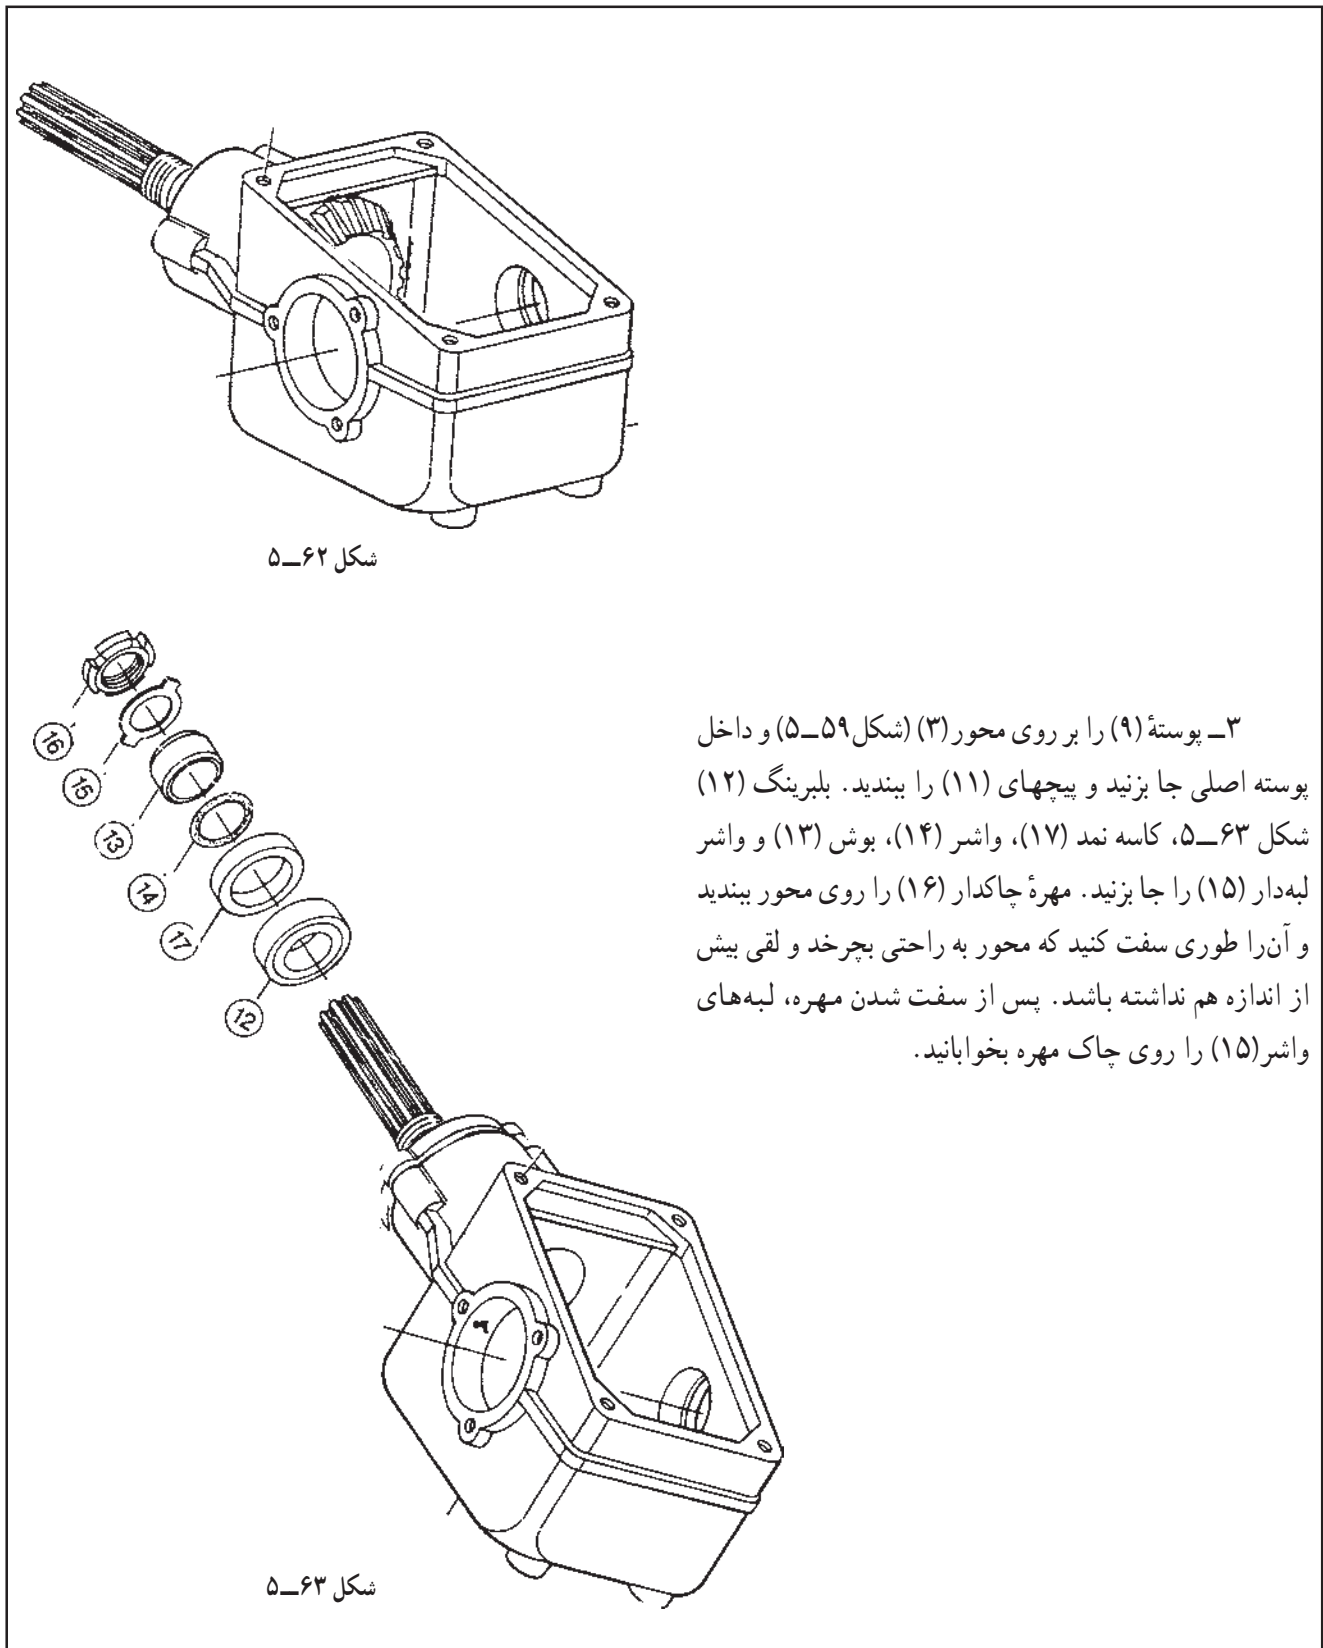 شکل ۶۲ــ۵
۳ــ پوستهٔ (۹) را بر روی محور(۳) (شکل۵۹ــ۵) و داخل
پوسته اصلی جا بزنید و پیچهای (۱۱) را ببندید. بلبرینگ (۱۲)
شکل ۶۳ــ۵، کاسه نمد (۱۷)، واشر (۱۴)، بوش (۱۳) و واشر
لبه‌دار (۱۵) را جا بزنید. مهرهٔ چاکدار (۱۶) را روی محور ببندید
و آن‌را طوری سفت کنید که محور به راحتی بچرخد و لقی بیش
از اندازه هم نداشته باشد. پس از سفت شدن مهره، لبه‌های
واشر(۱۵) را روی چاک مهره بخوابانید.
16
15
13
14
17
12
شکل ۶۳ــ۵